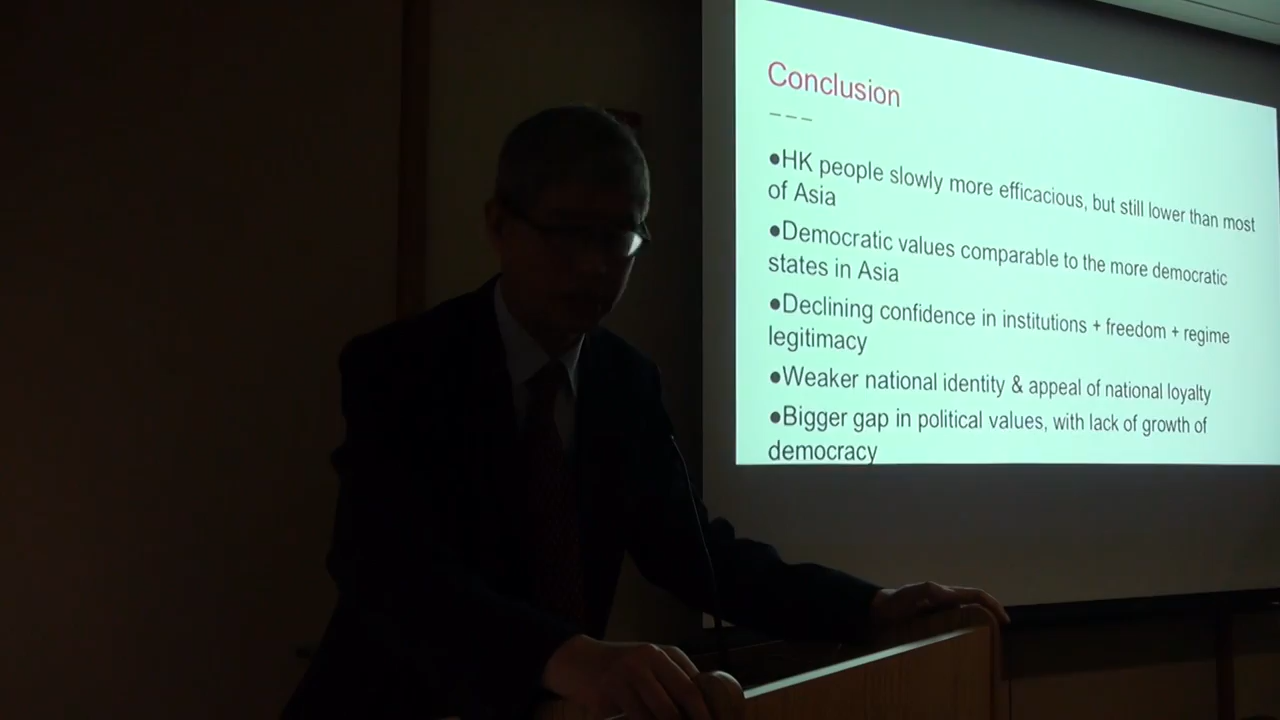 Conclusion
---
●HK people slowly more efficacious, but still lower than most
of Asia
●Democratic values comparable to the more democratic
states in Asia
●Declining confidence in institutions + freedom + regime
legitimacy
●Weaker national identity & appeal of national loyalty
●Bigger gap in political values, with lack of growth of
democracy